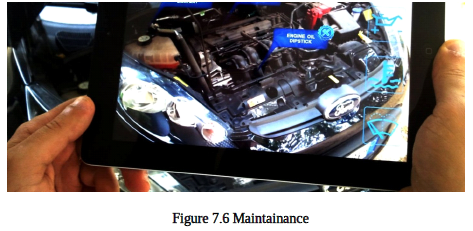 ENGINE OIL
DIPSTICK
Figure 7.6 Maintainance